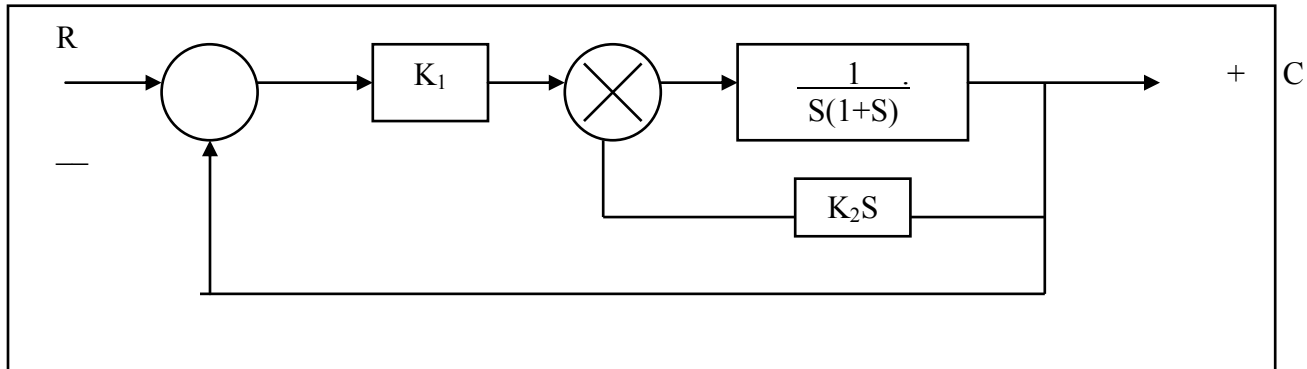 R
K₁
1 .
S(1+S)
+ C
—
K₂S